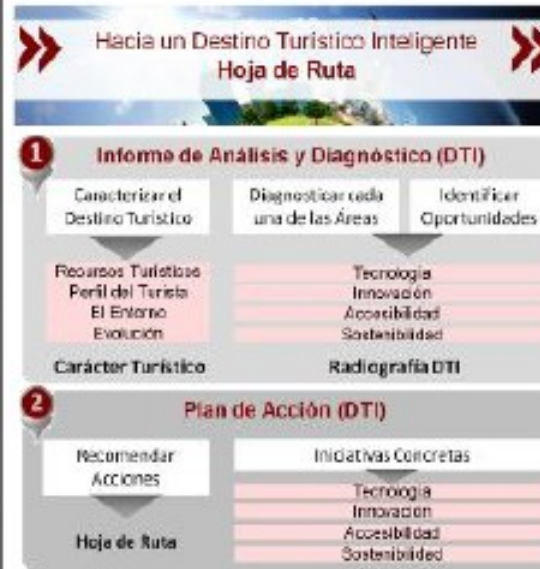 Hacia un Destino Turístico Inteligente
Hoja de Ruta
1
Informe de Análisis y Diagnóstico (DTI)
Caracterizar el
Destino Turístico
Diagnosticar cada
una de las Áreas
Identificar
Oportunidades
Recursos Turísticos
Perfil del Turista
El Entorno
Evolución
Carácter Turístico
Tecnología
Innovación
Accesibilidad
Sostenibilidad
Radiografía DTI
2
Plan de Acción (DTI)
Recomendar
Acciones
Hoja de Ruta
Iniciativas Concretas
Tecnología
Innovación
Accesibilidad
Sostenibilidad